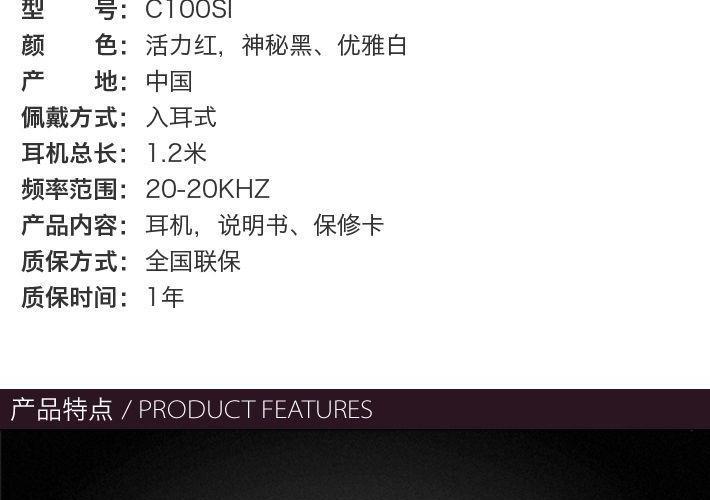 型 号：C100SI
颜 色：活力红，神秘黑、优雅白
产 地：中国
佩戴方式：入耳式
耳机总长：1.2米
频率范围：20-20KHZ
产品内容：耳机，说明书、保修卡
质保方式：全国联保
质保时间：1年
产品特点 / PRODUCT FEATURES